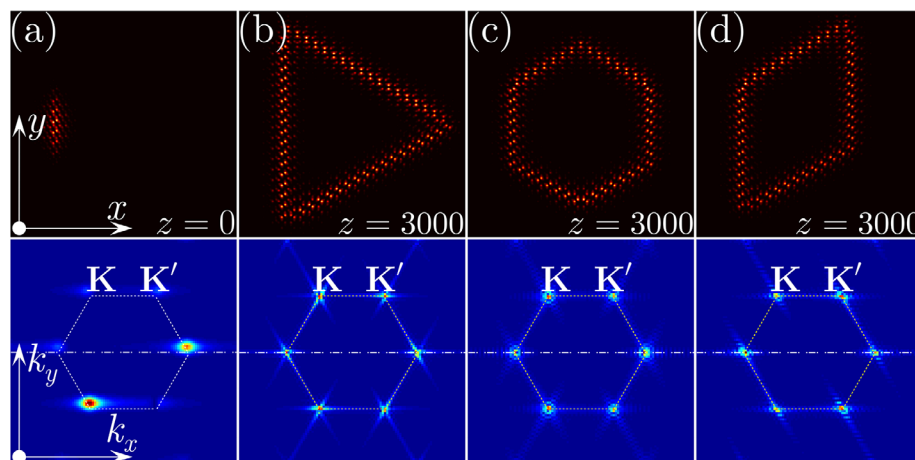 (a) (b) (c) (d)
y
x z = 0 z = 3000 z = 3000 z = 3000
K K′ K K′ K K′ K K′
k_y
k_x